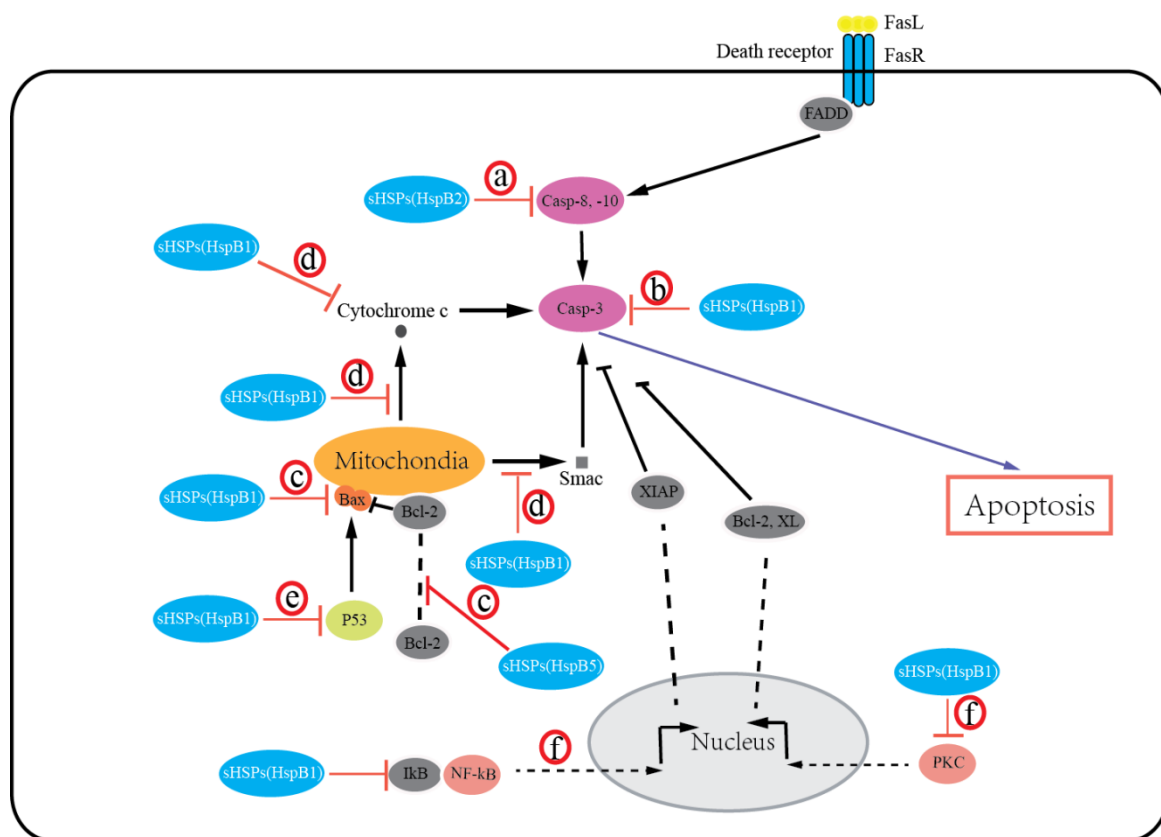 FasL
Death receptor
FasR
FADD
a
sHSPs(HspB2)
Casp-8, -10
sHSPs(HspB1)
d
b
Cytochrome c
Casp-3
sHSPs(HspB1)
d
sHSPs(HspB1)
Mitochondia
Smac
c
sHSPs(HspB1)
Bax
Bcl-2
d
XIAP
Bcl-2, XL
Apoptosis
sHSPs(HspB1)
e
c
sHSPs(HspB1)
P53
Bcl-2
sHSPs(HspB5)
sHSPs(HspB1)
f
Nucleus
f
sHSPs(HspB1)
IkB
NF-kB
PKC